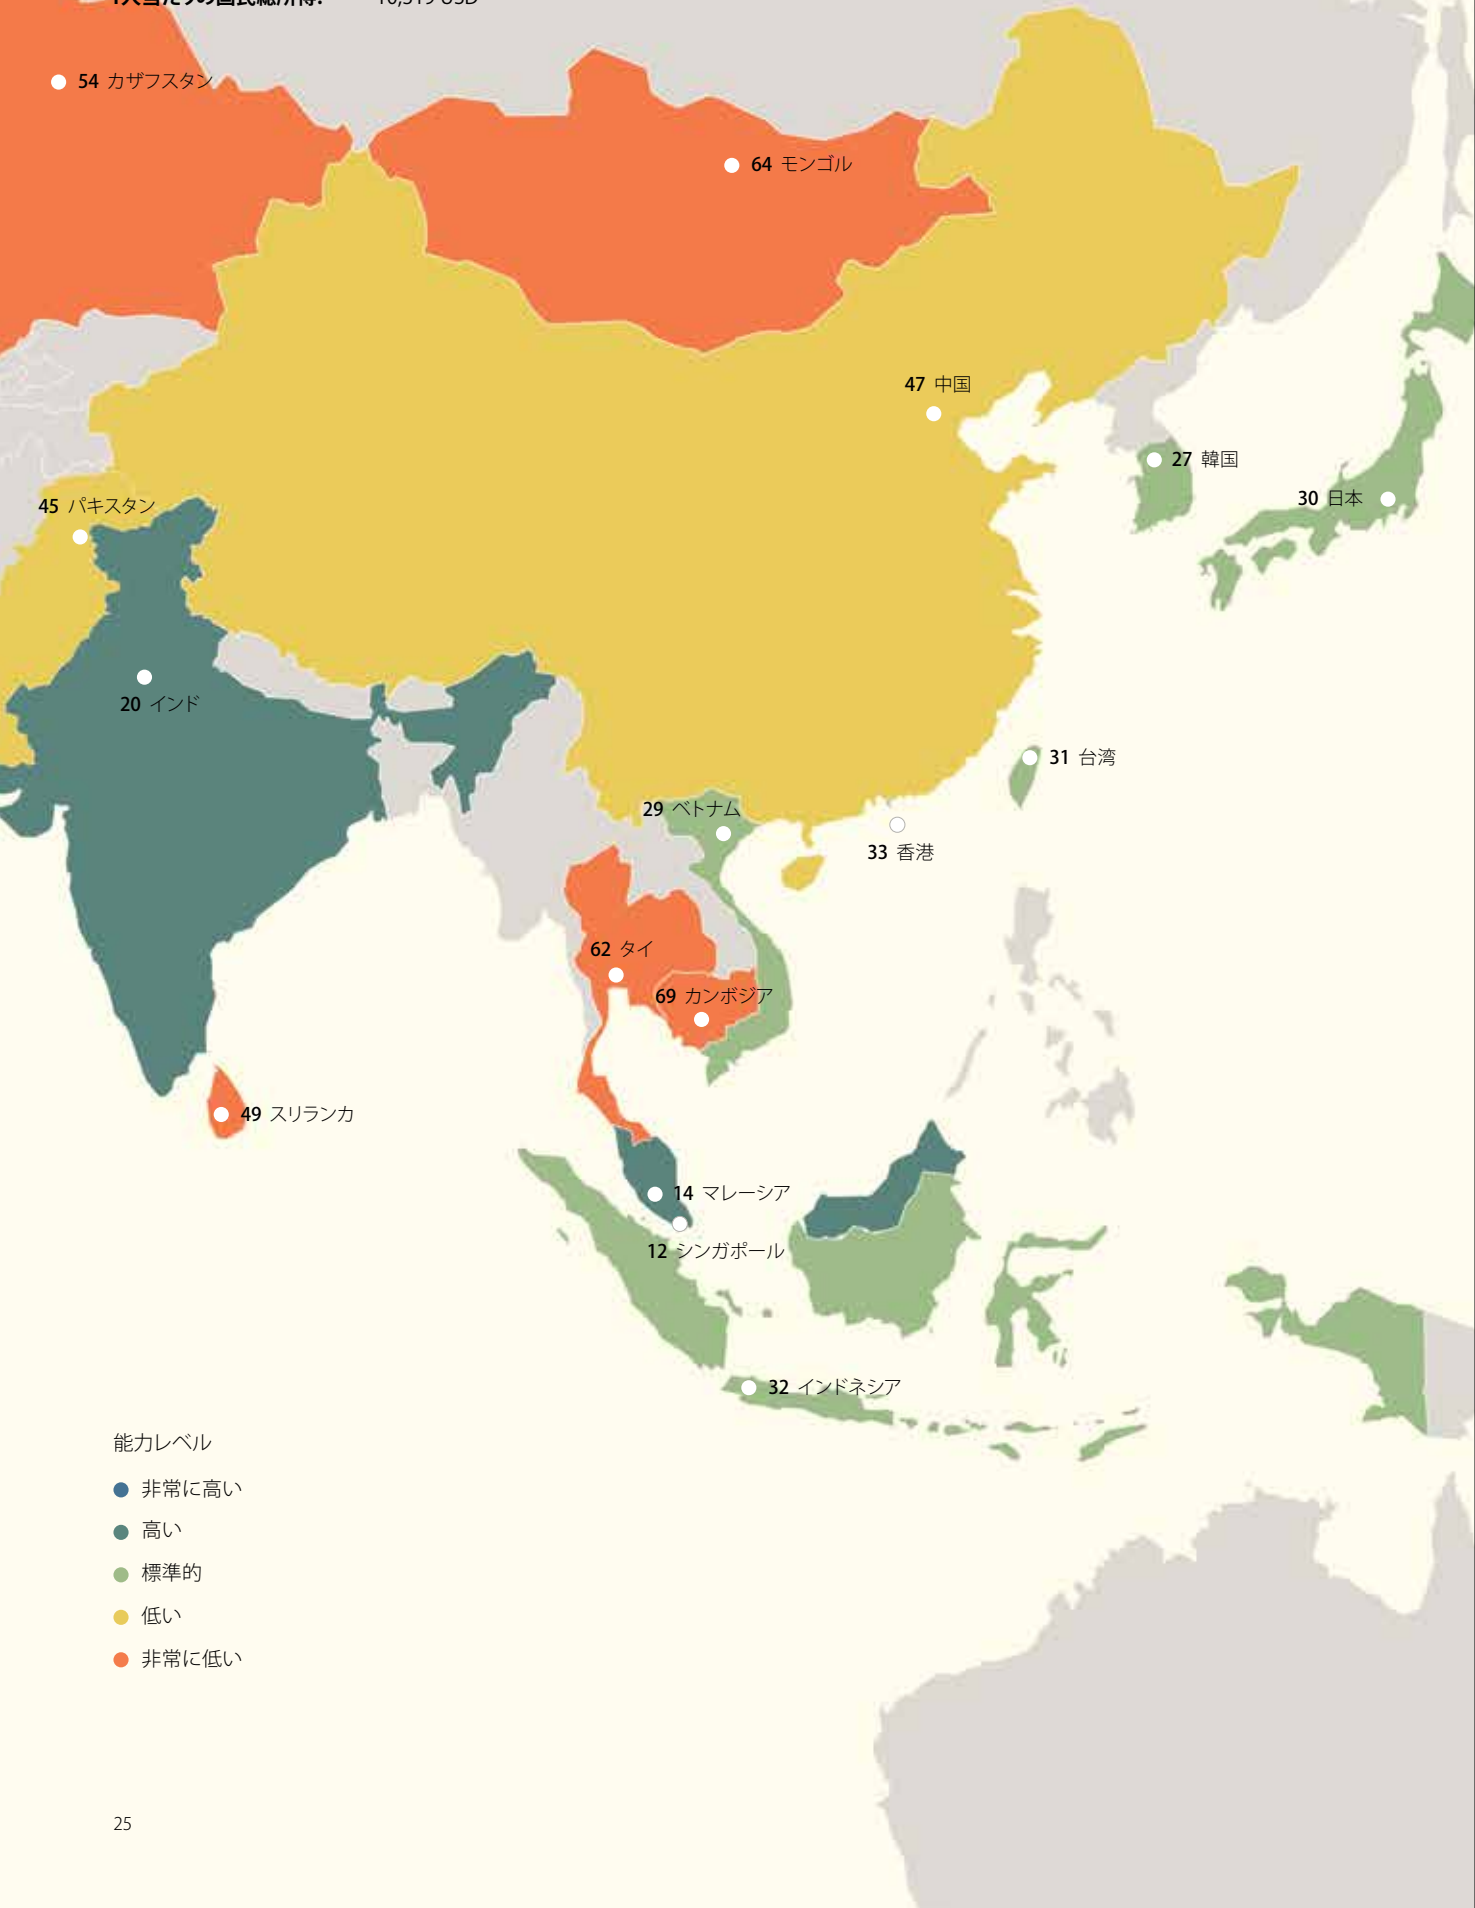 54 カザフスタン
64 モンゴル
47 中国
27 韓国
30 日本
45 パキスタン
20 インド
31 台湾
29 ベトナム
33 香港
62 タイ
69 カンボジア
49 スリランカ
14 マレーシア
12 シンガポール
32 インドネシア
能力レベル
非常に高い
高い
標準的
低い
非常に低い
25